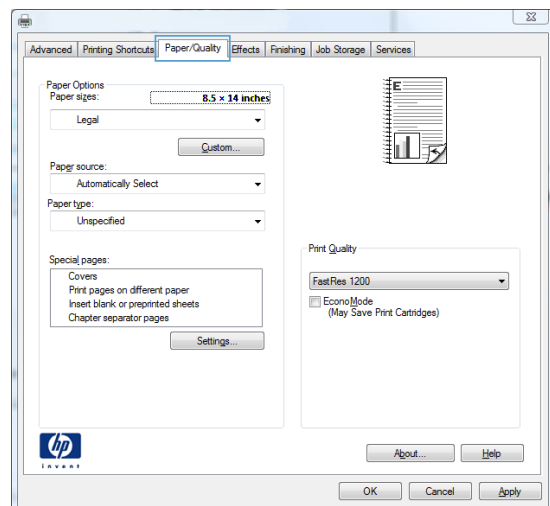 Advanced Printing Shortcuts Paper/Quality Effects Finishing Job Storage Services
Paper Options
Paper sizes: 8.5 × 14 inches
Legal
Custom...
Paper source:
Automatically Select
Paper type:
Unspecified
Special pages:
Covers
Print pages on different paper
Insert blank or preprinted sheets
Chapter separator pages
Settings...
E
Print Quality
FastRes 1200
EconoMode
(May Save Print Cartridges)
hp
invent
About... Help
OK Cancel Apply